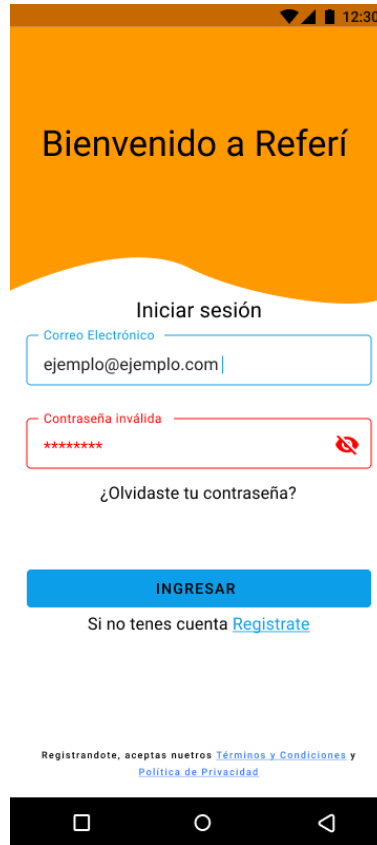 12:30
Bienvenido a Referí
Iniciar sesión
Correo Electrónico
ejemplo@ejemplo.com
Contraseña inválida
********
¿Olvidaste tu contraseña?
INGRESAR
Si no tenes cuenta Registrate
Registrandote, aceptas nuetros Términos y Condiciones y
Política de Privacidad